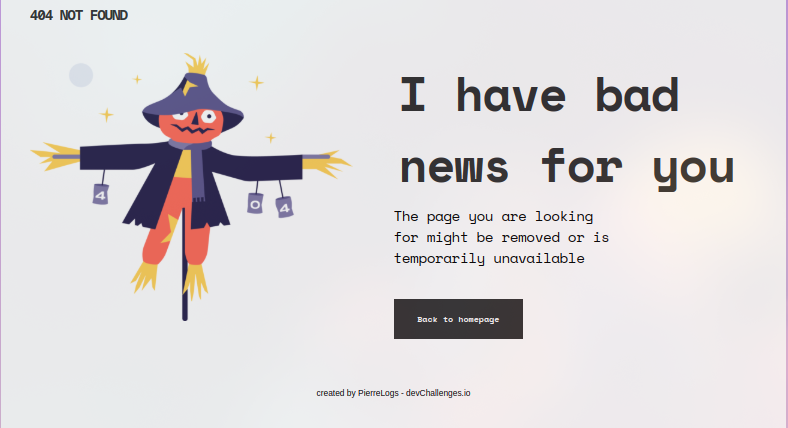 404 NOT FOUND
I have bad
news for you
The page you are looking
for might be removed or is
temporarily unavailable
4
0
4
Back to homepage
created by PierreLogs - devChallenges.io